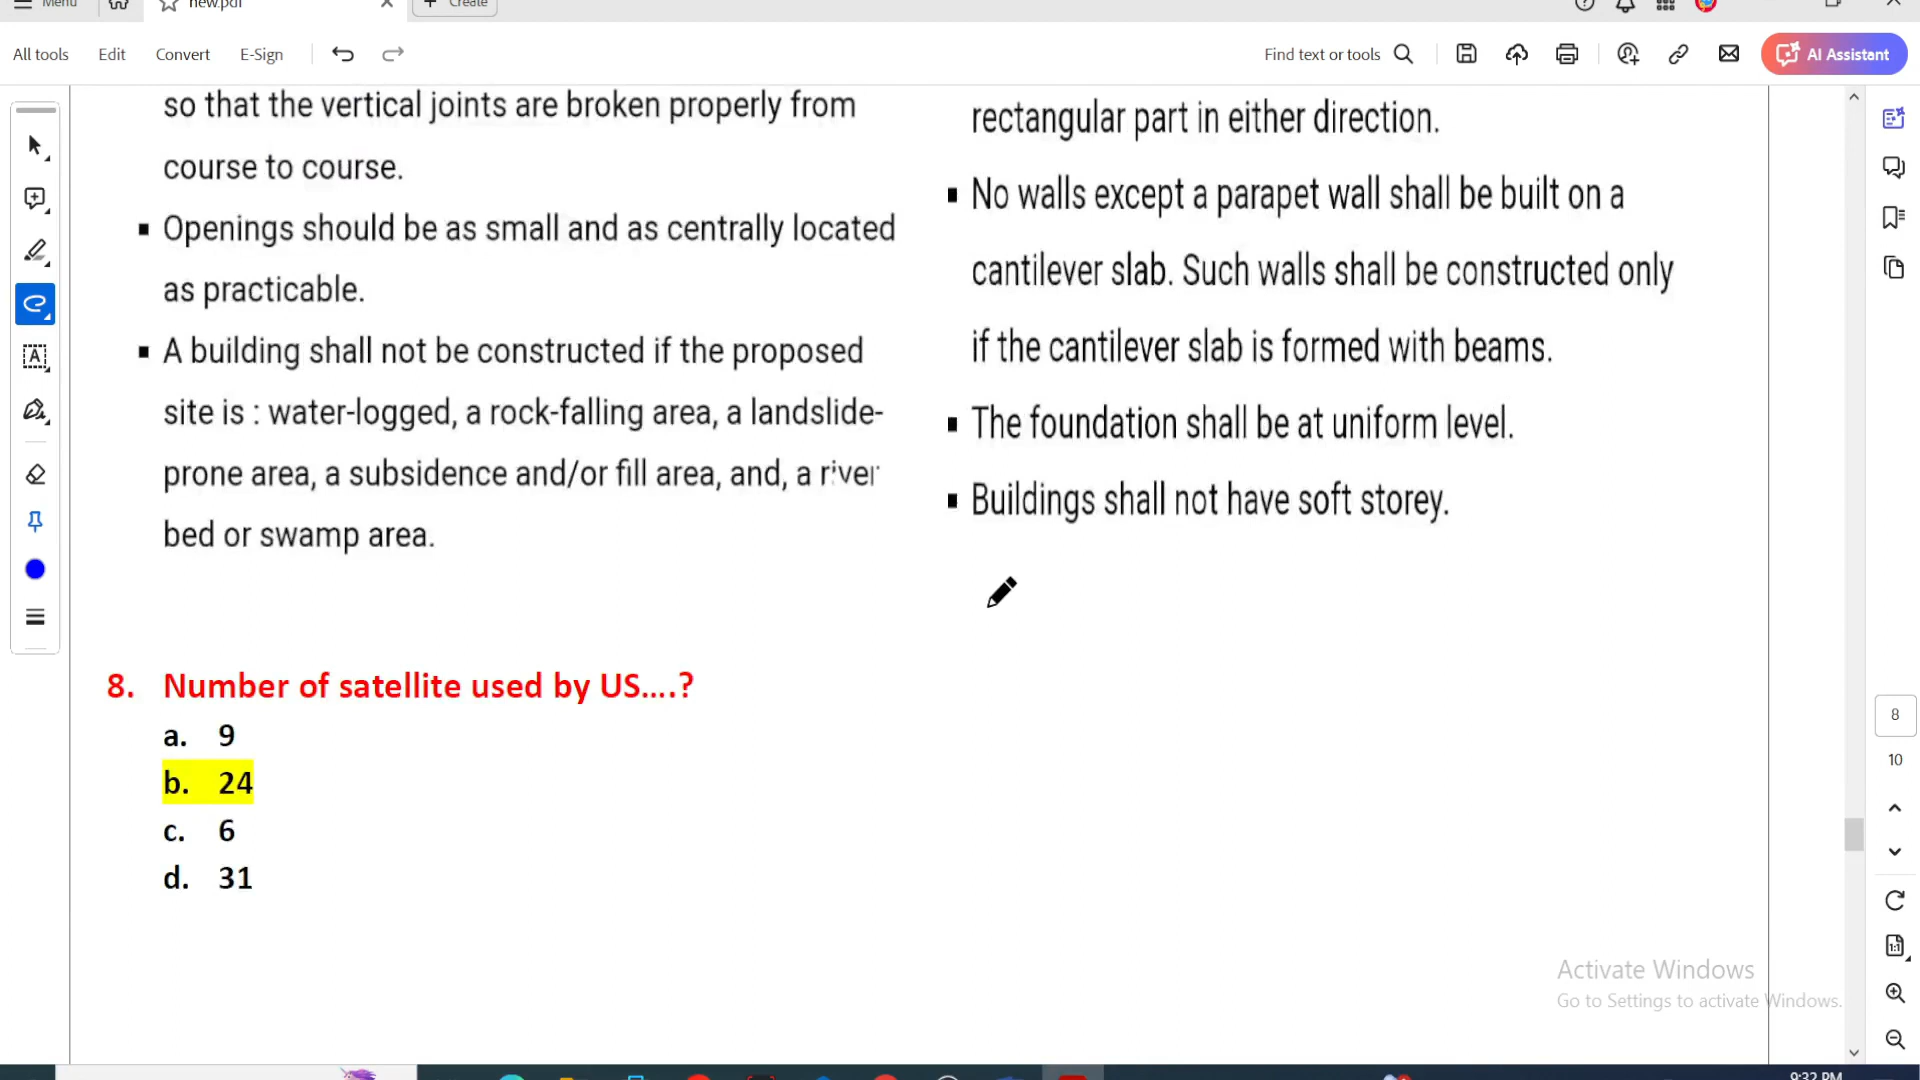 Menu
new.pdf
Create
All tools
Edit
Convert
E-Sign
Find text or tools
AI Assistant
so that the vertical joints are broken properly from
course to course.
▪ Openings should be as small and as centrally located
as practicable.
▪ A building shall not be constructed if the proposed
site is : water-logged, a rock-falling area, a landslide-
prone area, a subsidence and/or fill area, and, a river
bed or swamp area.
rectangular part in either direction.
▪ No walls except a parapet wall shall be built on a
cantilever slab. Such walls shall be constructed only
if the cantilever slab is formed with beams.
▪ The foundation shall be at uniform level.
▪ Buildings shall not have soft storey.
8. Number of satellite used by US....?
a. 9
b. 24
c. 6
d. 31
8
10
Activate Windows
Go to Settings to activate Windows.
9:32 PM